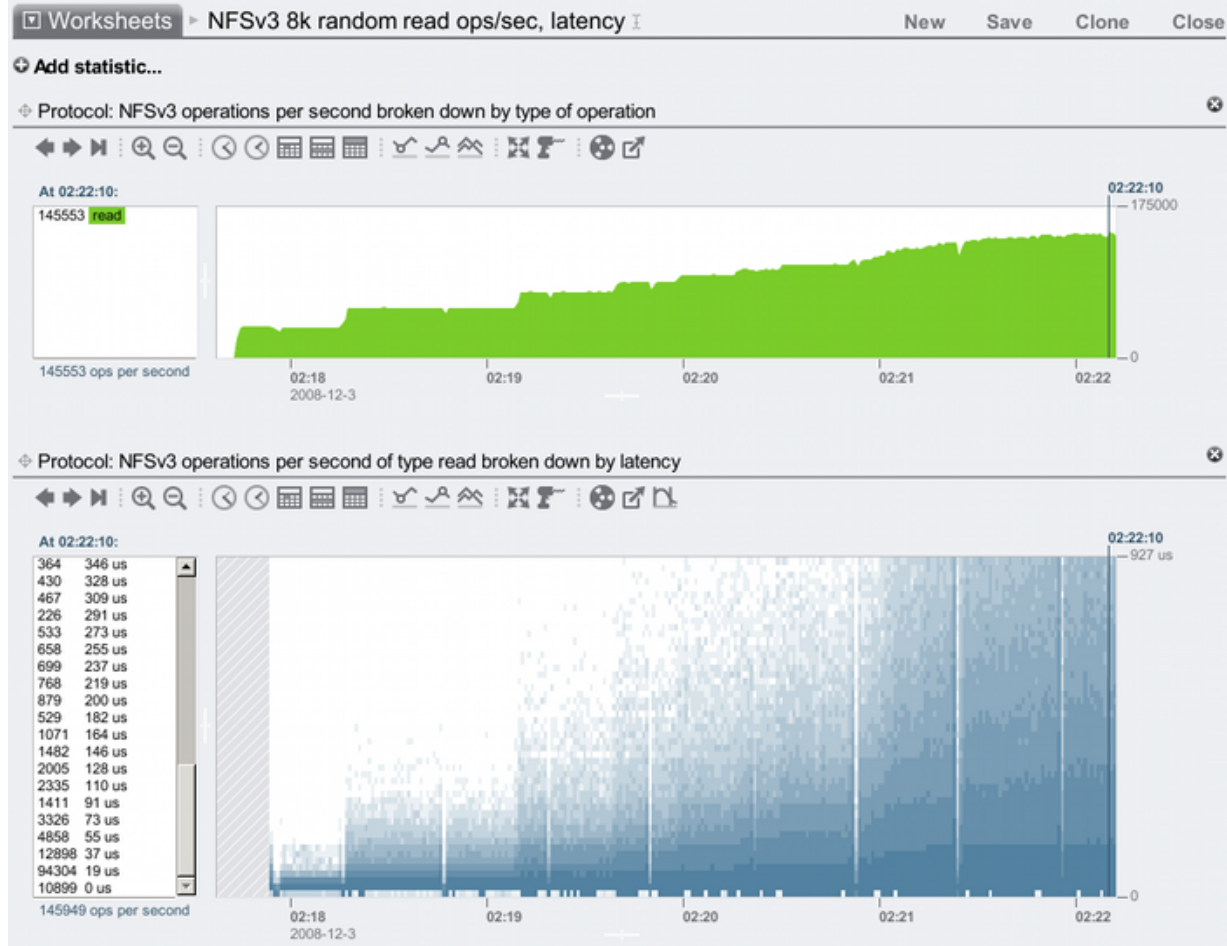 Worksheets NFSv3 8k random read ops/sec, latency New Save Clone Close
Add statistic...
Protocol: NFSv3 operations per second broken down by type of operation
At 02:22:10:
145553 read
145553 ops per second
02:22:10
175000
0
02:18 02:19 02:20 02:21 02:22
2008-12-3
Protocol: NFSv3 operations per second of type read broken down by latency
At 02:22:10:
364 346 us
430 328 us
467 309 us
226 291 us
533 273 us
658 255 us
699 237 us
768 219 us
879 200 us
529 182 us
1071 164 us
1482 146 us
2005 128 us
2335 110 us
1411 91 us
3326 73 us
4858 55 us
12898 37 us
94304 19 us
10899 0 us
145949 ops per second
02:22:10
927 us
0
02:18 02:19 02:20 02:21 02:22
2008-12-3